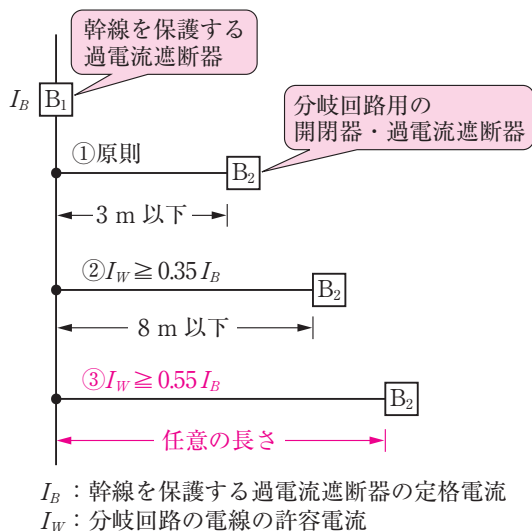 幹線を保護する
過電流遮断器
I_B B₁
分岐回路用の
開閉器・過電流遮断器
①原則
B₂
3 m 以下
②I_W ≧ 0.35 I_B
B₂
8 m 以下
③I_W ≧ 0.55 I_B
B₂
任意の長さ
I_B：幹線を保護する過電流遮断器の定格電流
I_W：分岐回路の電線の許容電流